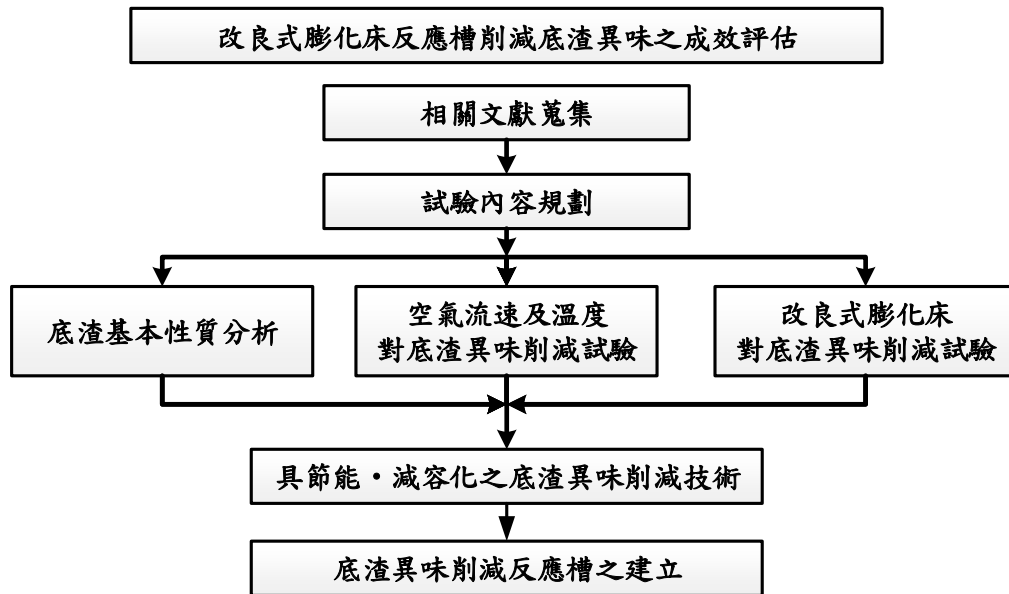 改良式膨化床反應槽削減底渣異味之成效評估
相關文獻蒐集
試驗內容規劃
底渣基本性質分析
空氣流速及溫度
對底渣異味削減試驗
改良式膨化床
對底渣異味削減試驗
具節能・減容化之底渣異味削減技術
底渣異味削減反應槽之建立